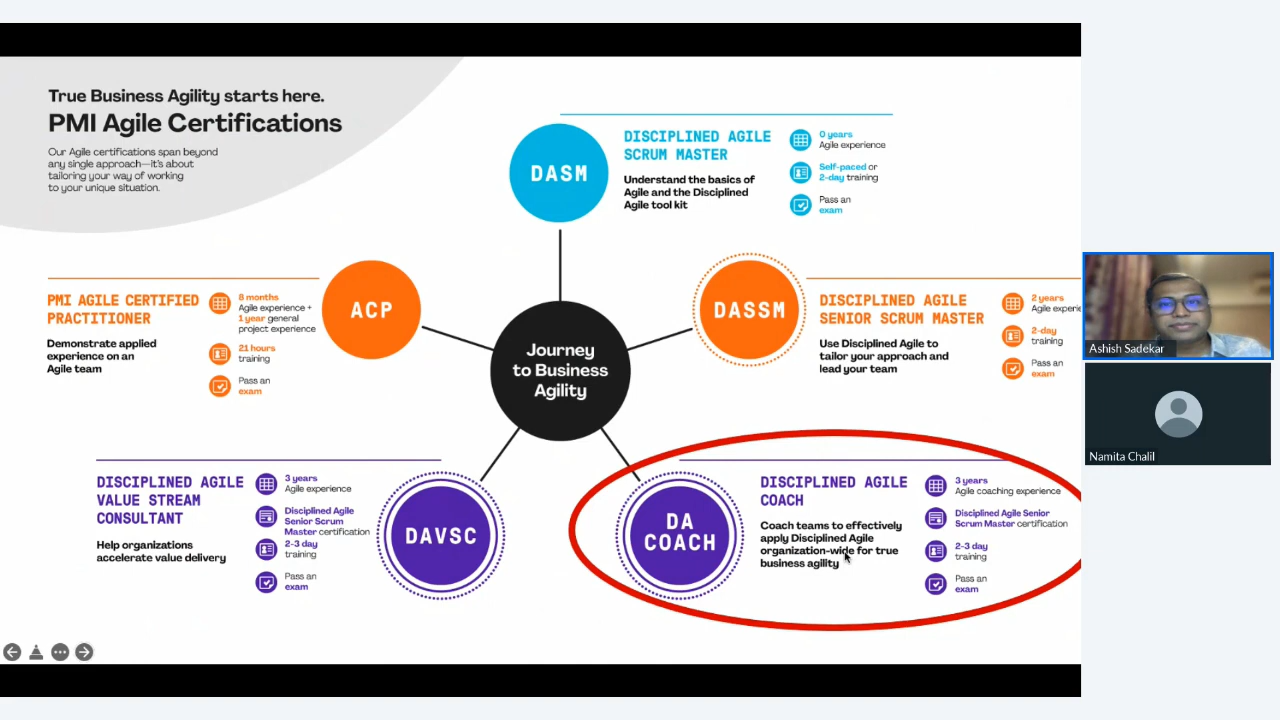 True Business Agility starts here.
PMI Agile Certifications
Our Agile certifications span beyond
any single approach—it's about
tailoring your way of working
to your unique situation.
DASM
DISCIPLINED AGILE
SCRUM MASTER
Understand the basics of
Agile and the Disciplined
Agile tool kit
0 years
Agile experience
Self-paced or
2-day training
Pass an
exam
PMI AGILE CERTIFIED
PRACTITIONER
Demonstrate applied
experience on an
Agile team
8 months
Agile experience +
1 year general
project experience
21 hours
training
Pass an
exam
ACP
Journey
to Business
Agility
DASSM
DISCIPLINED AGILE
SENIOR SCRUM MASTER
Use Disciplined Agile to
tailor your approach and
lead your team
2 years
Agile experie
2-day
training
Pass an
exam
DISCIPLINED AGILE
VALUE STREAM
CONSULTANT
Help organizations
accelerate value delivery
3 years
Agile experience
Disciplined Agile
Senior Scrum
Master certification
2-3 day
training
Pass an
exam
DAVSC
DA
COACH
DISCIPLINED AGILE
COACH
Coach teams to effectively
apply Disciplined Agile
organization-wide for true
business agility
3 years
Agile coaching experience
Disciplined Agile Senior
Scrum Master certification
2-3 day
training
Pass an
exam
Ashish Sadekar
Namita Chalil